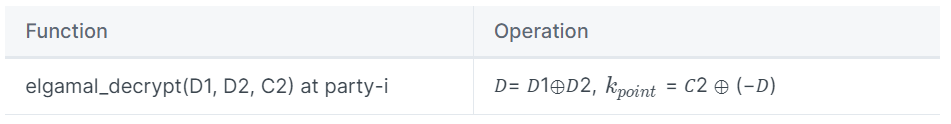 Function Operation
elgamal_decrypt(D1, D2, C2) at party-i D= D1⊕D2, k_point = C2 ⊕ (−D)